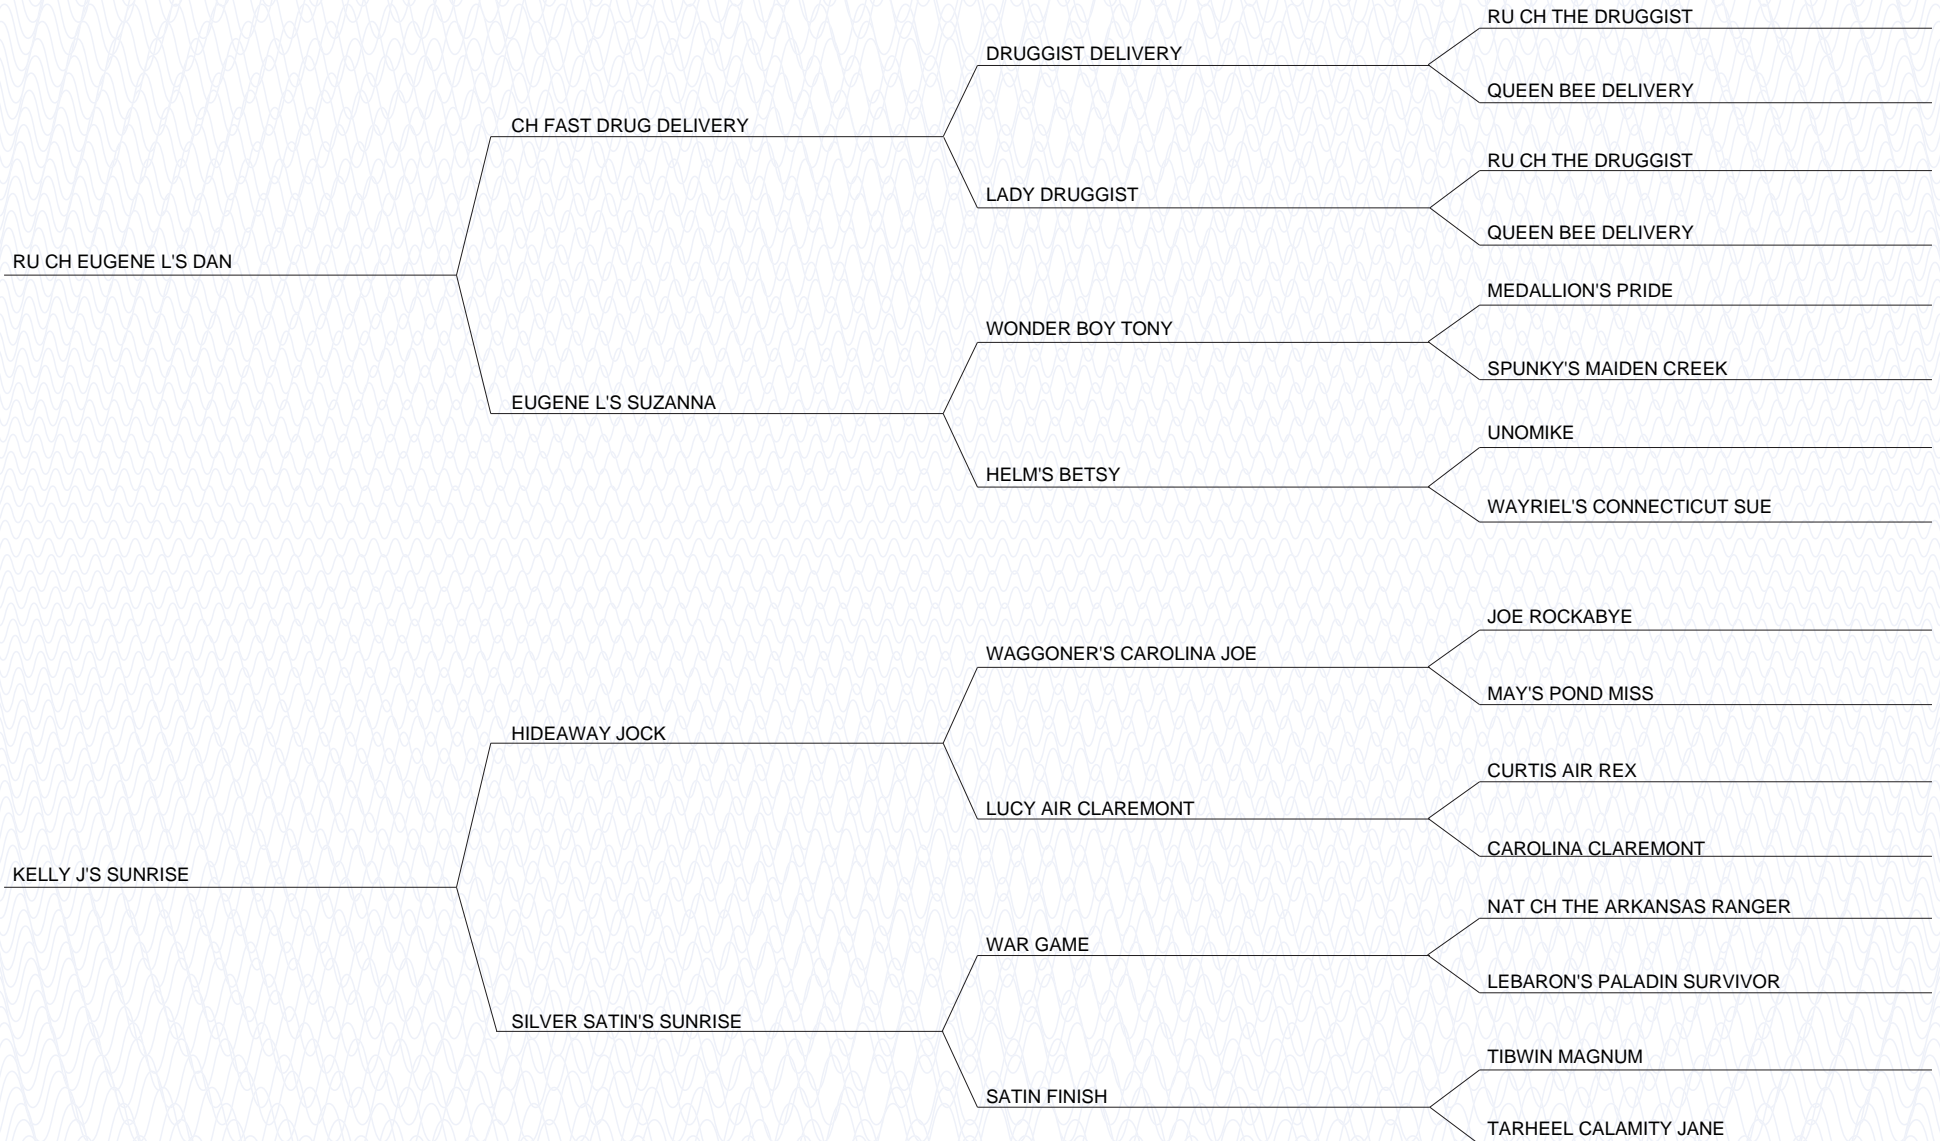 RU CH THE DRUGGIST
DRUGGIST DELIVERY
QUEEN BEE DELIVERY
CH FAST DRUG DELIVERY
RU CH THE DRUGGIST
LADY DRUGGIST
QUEEN BEE DELIVERY
RU CH EUGENE L'S DAN
MEDALLION'S PRIDE
WONDER BOY TONY
SPUNKY'S MAIDEN CREEK
EUGENE L'S SUZANNA
UNOMIKE
HELM'S BETSY
WAYRIEL'S CONNECTICUT SUE
JOE ROCKABYE
WAGGONER'S CAROLINA JOE
MAY'S POND MISS
HIDEAWAY JOCK
CURTIS AIR REX
LUCY AIR CLAREMONT
CAROLINA CLAREMONT
KELLY J'S SUNRISE
NAT CH THE ARKANSAS RANGER
WAR GAME
LEBARON'S PALADIN SURVIVOR
SILVER SATIN'S SUNRISE
TIBWIN MAGNUM
SATIN FINISH
TARHEEL CALAMITY JANE